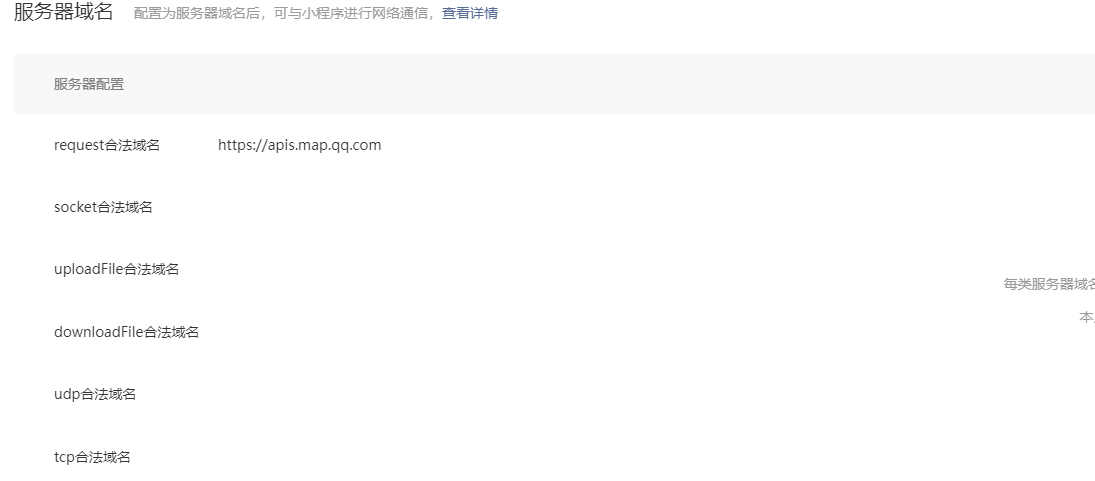 服务器域名 配置为服务器域名后，可与小程序进行网络通信，查看详情
服务器配置
request合法域名 https://apis.map.qq.com
socket合法域名
uploadFile合法域名
每类服务器域名
本
downloadFile合法域名
udp合法域名
tcp合法域名